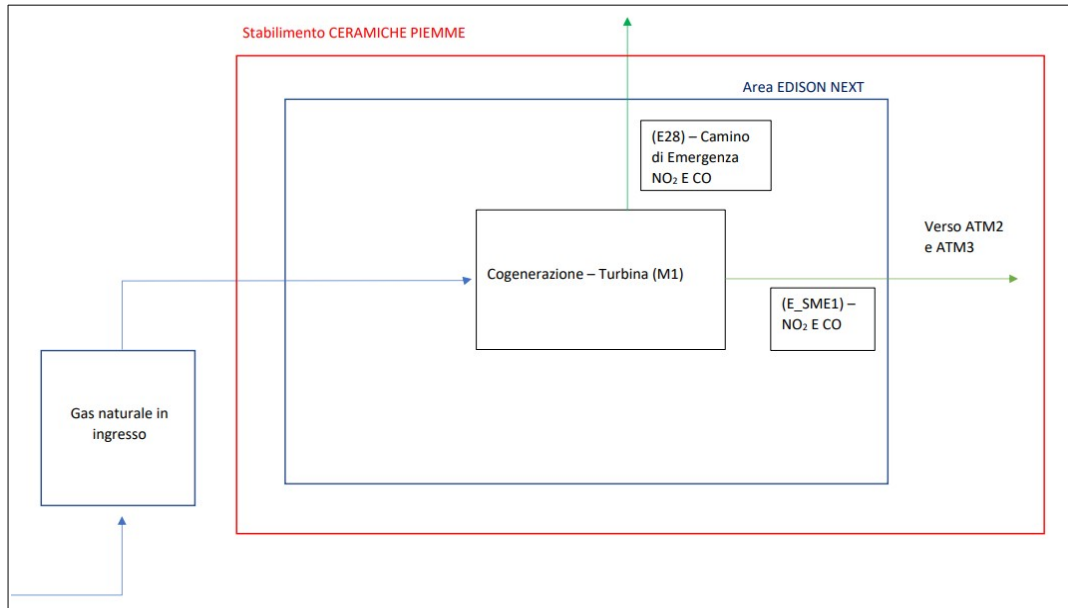 Stabilimento CERAMICHE PIEMME
Area EDISON NEXT
(E28) – Camino
di Emergenza
NO₂ E CO
Verso ATM2
e ATM3
Cogenerazione – Turbina (M1)
(E_SME1) –
NO₂ E CO
Gas naturale in
ingresso